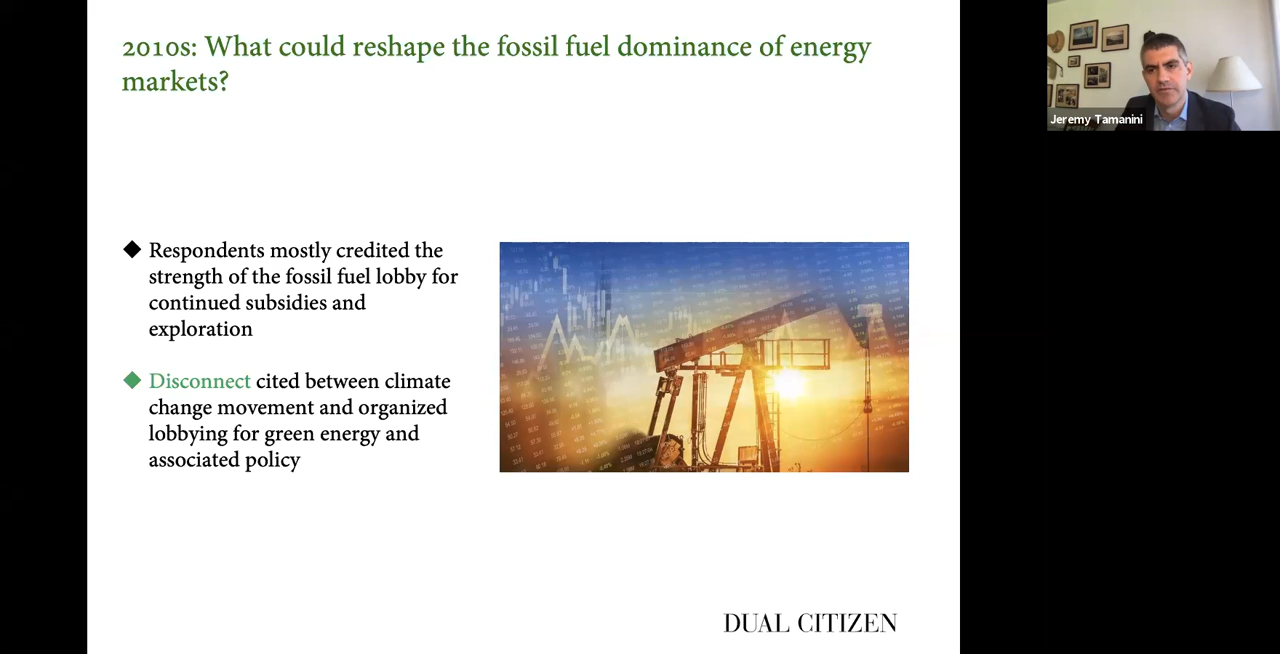 2010s: What could reshape the fossil fuel dominance of energy
markets?
Jeremy Tamanini
Respondents mostly credited the
strength of the fossil fuel lobby for
continued subsidies and
exploration
Disconnect cited between climate
change movement and organized
lobbying for green energy and
associated policy
DUAL CITIZEN